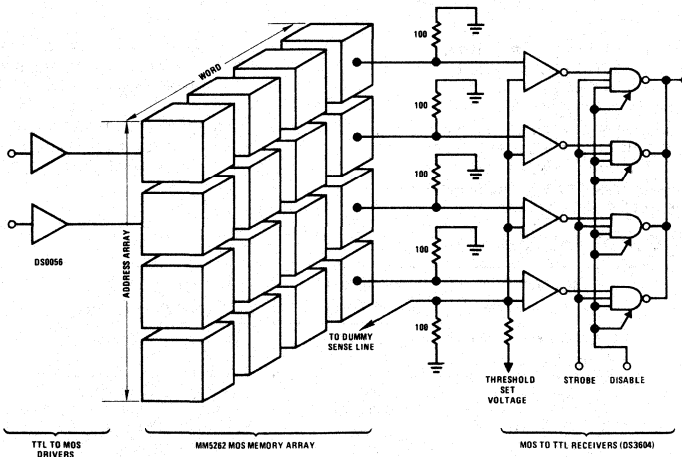 100
WORD
100
100
ADDRESS ARRAY
DS0056
100
100
TO DUMMY
SENSE LINE
THRESHOLD
SET
VOLTAGE
STROBE
DISABLE
TTL TO MOS
DRIVERS
MM5262 MOS MEMORY ARRAY
MOS TO TTL RECEIVERS (DS3604)